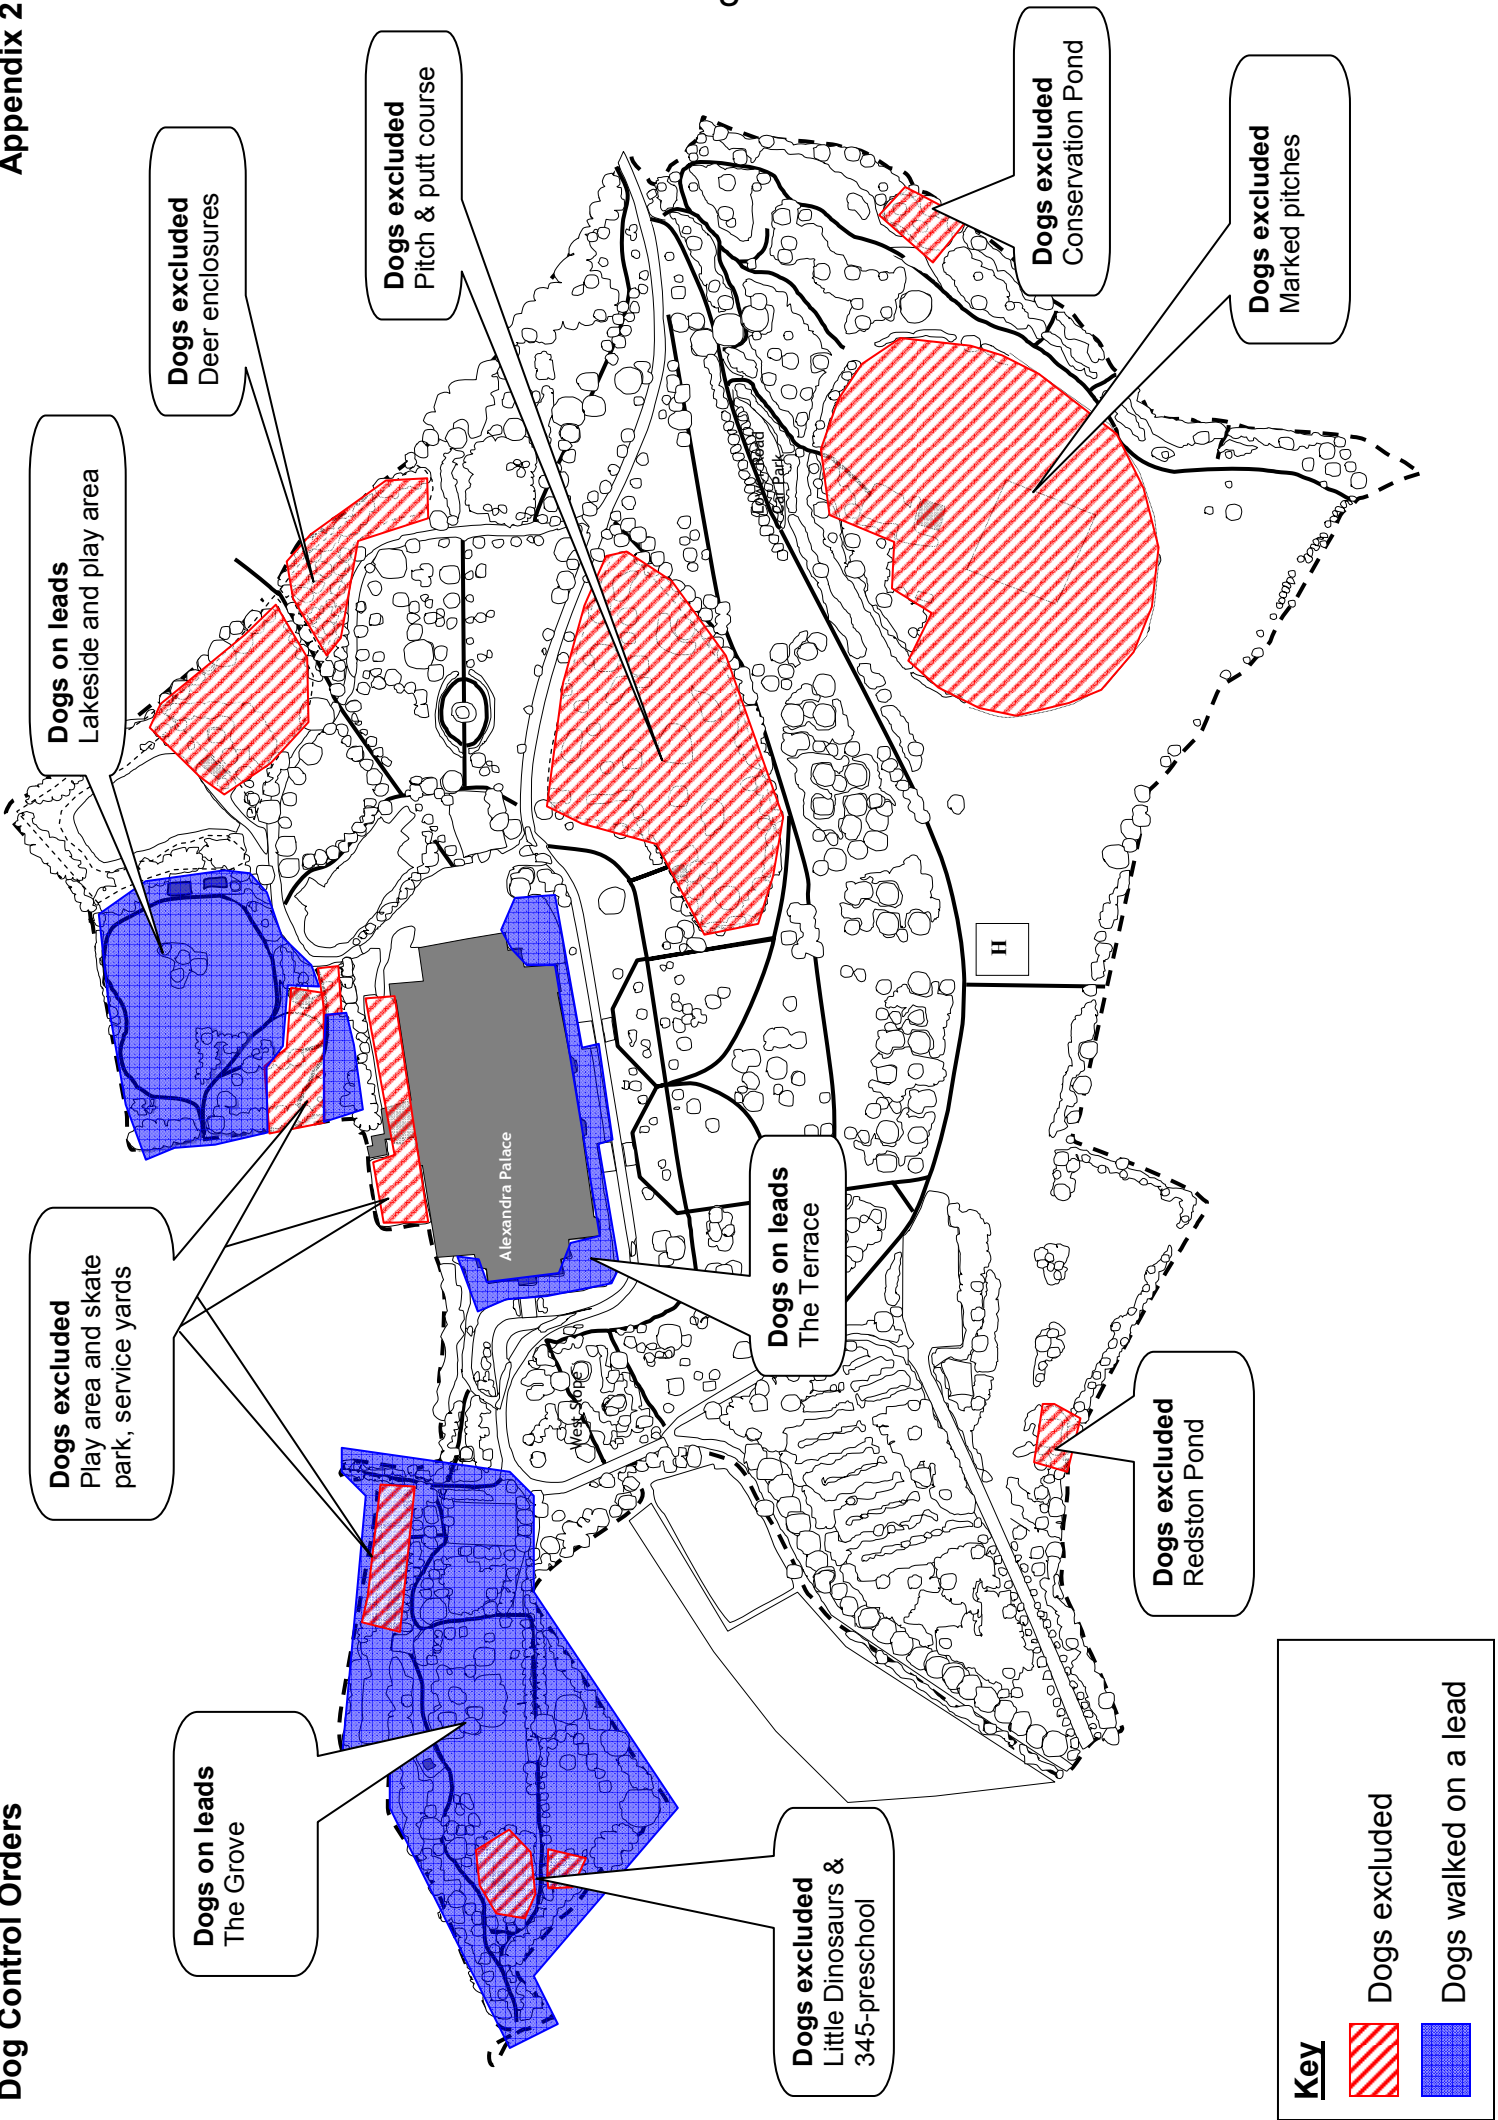 Dog Control Orders
Appendix 2
Dogs excluded
Play area and skate
park, service yards
Dogs on leads
Lakeside and play area
Dogs excluded
Deer enclosures
Dogs excluded
Pitch & putt course
Dogs on leads
The Grove
Alexandra Palace
West Slope
Lower Road
Car Park
Dogs on leads
The Terrace
Dogs excluded
Little Dinosaurs &
345-preschool
H
Dogs excluded
Conservation Pond
Dogs excluded
Marked pitches
Dogs excluded
Redston Pond
Key
Dogs excluded
Dogs walked on a lead